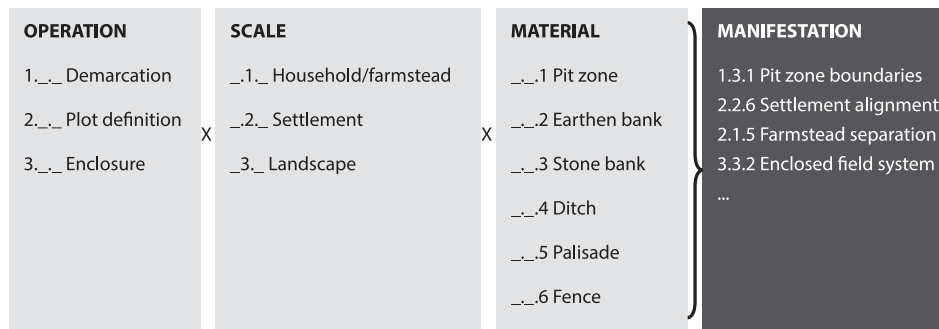 OPERATION
1._._ Demarcation
2._._ Plot definition
3._._ Enclosure
X
SCALE
_.1._ Household/farmstead
_.2._ Settlement
_3._ Landscape
X
MATERIAL
_._.1 Pit zone
_._.2 Earthen bank
_._.3 Stone bank
_._.4 Ditch
_._.5 Palisade
_._.6 Fence
MANIFESTATION
1.3.1 Pit zone boundaries
2.2.6 Settlement alignment
2.1.5 Farmstead separation
3.3.2 Enclosed field system
...